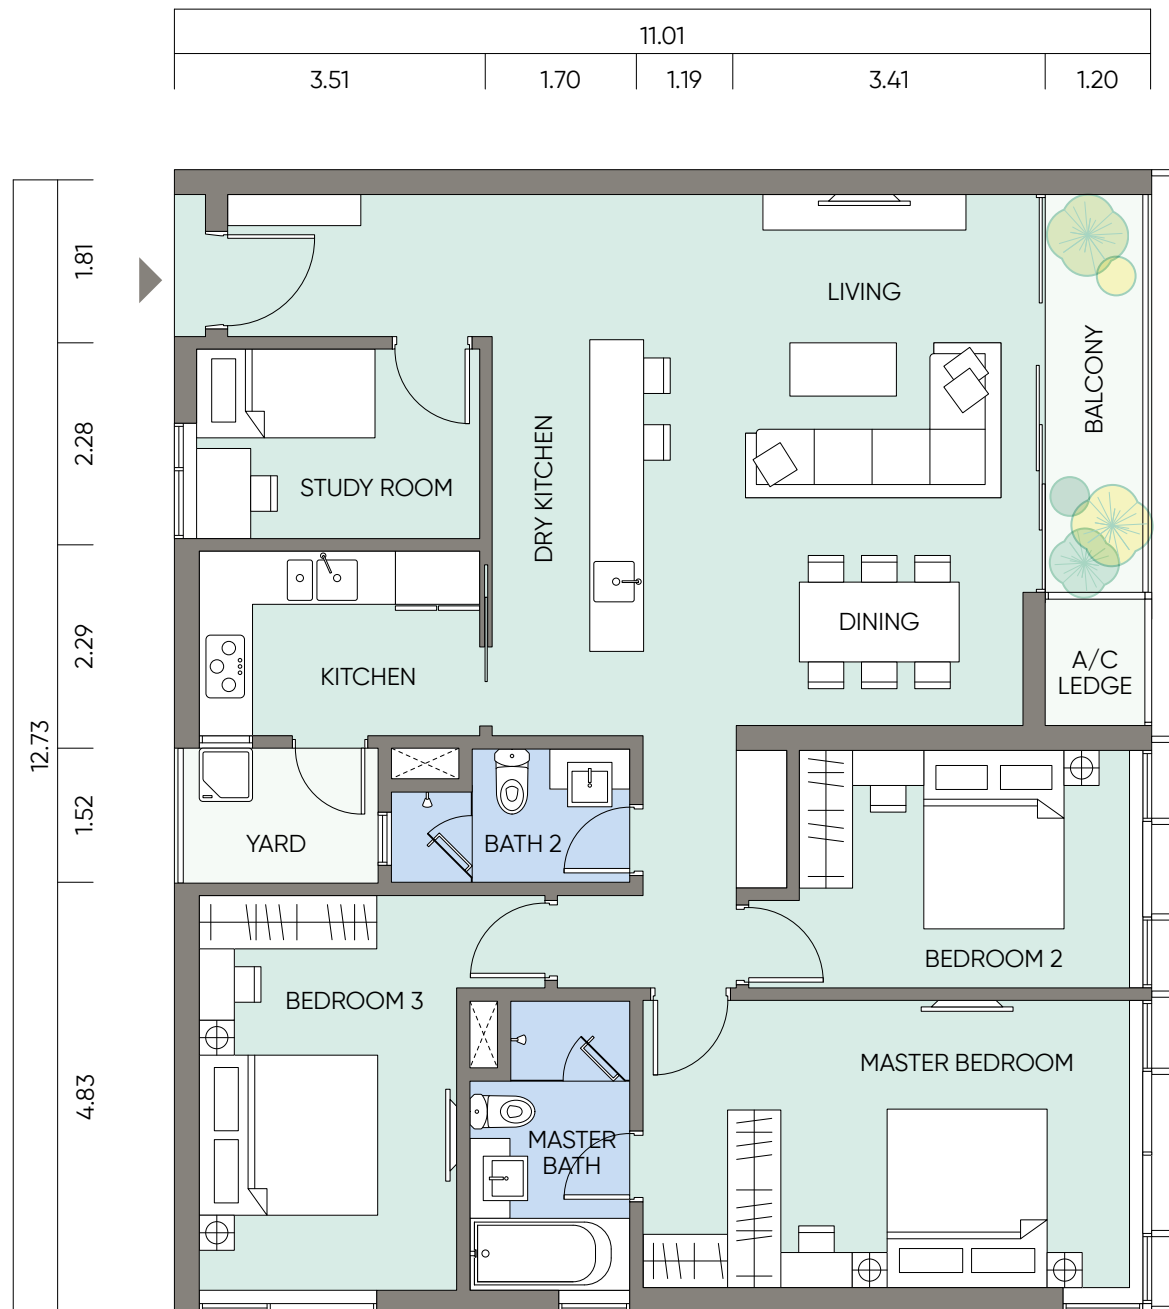 11.01
3.51
1.70
1.19
3.41
1.20
12.73
1.81
2.28
2.29
1.52
4.83
LIVING
BALCONY
DRY KITCHEN
STUDY ROOM
DINING
KITCHEN
A/C
LEDGE
YARD
BATH 2
BEDROOM 2
BEDROOM 3
MASTER BEDROOM
MASTER
BATH